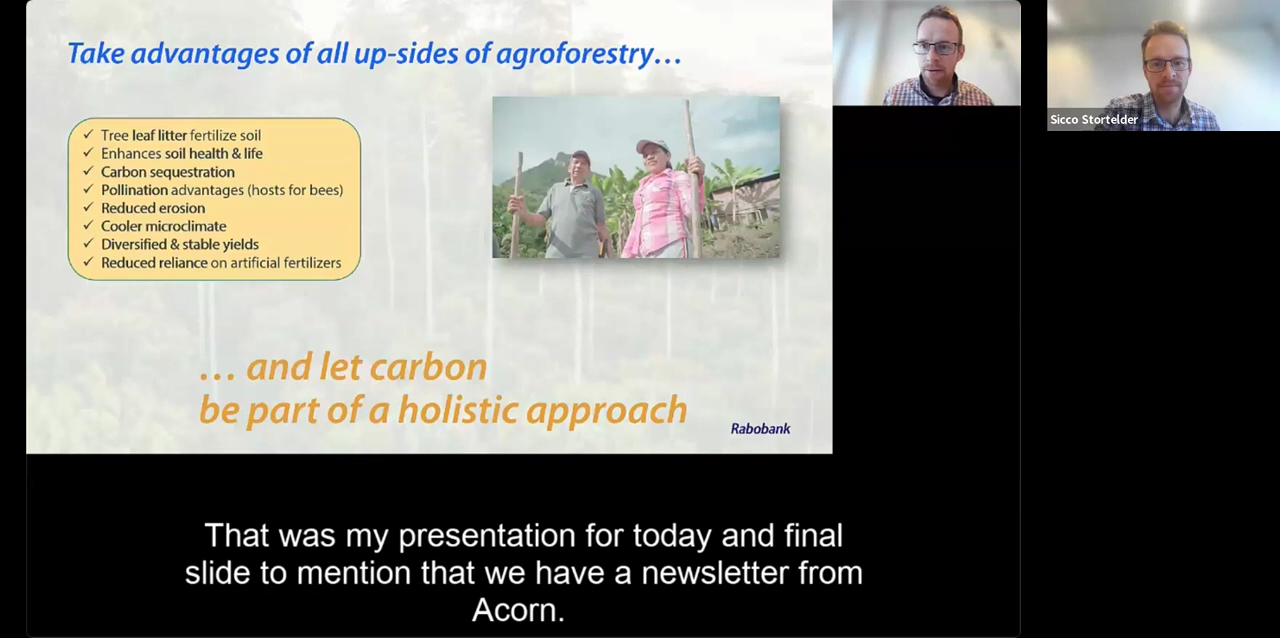 Take advantages of all up-sides of agroforestry…
✓ Tree leaf litter fertilize soil
✓ Enhances soil health & life
✓ Carbon sequestration
✓ Pollination advantages (hosts for bees)
✓ Reduced erosion
✓ Cooler microclimate
✓ Diversified & stable yields
✓ Reduced reliance on artificial fertilizers
… and let carbon
be part of a holistic approach
Rabobank
Sicco Stortelder
That was my presentation for today and final
slide to mention that we have a newsletter from
Acorn.